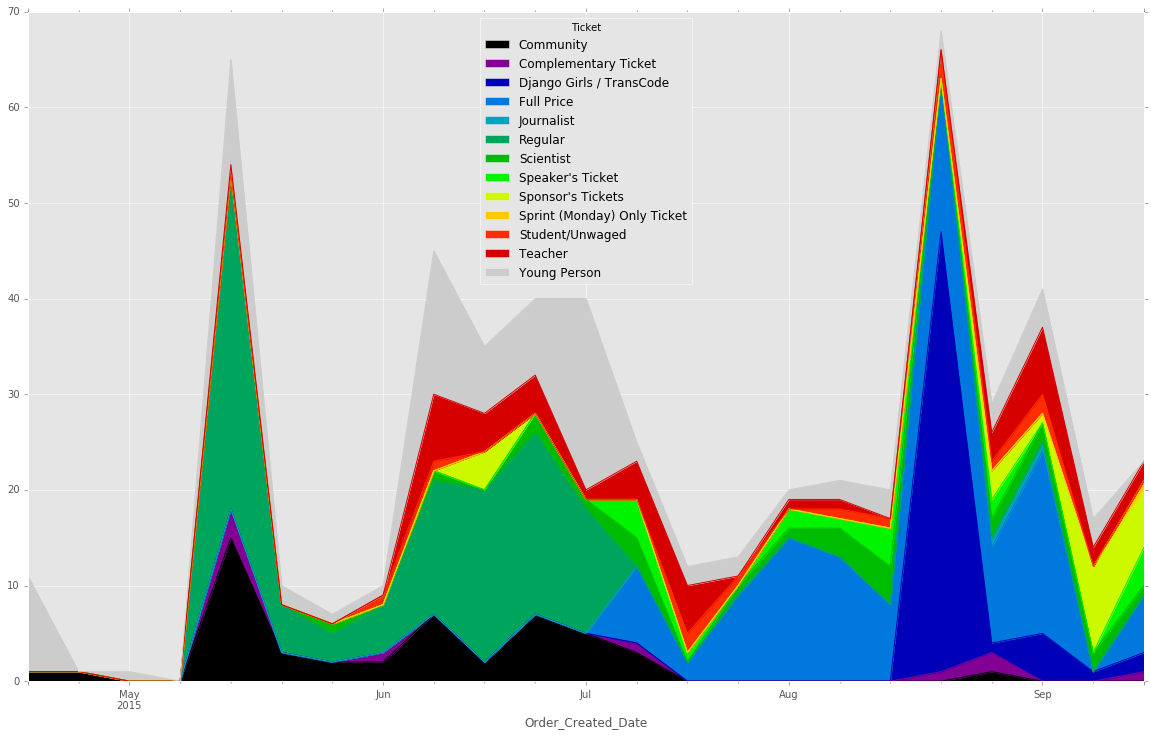 70
60
50
40
30
20
10
0
Ticket
Community
Complementary Ticket
Django Girls / TransCode
Full Price
Journalist
Regular
Scientist
Speaker's Ticket
Sponsor's Tickets
Sprint (Monday) Only Ticket
Student/Unwaged
Teacher
Young Person
May Jun Jul Aug Sep
2015
Order_Created_Date